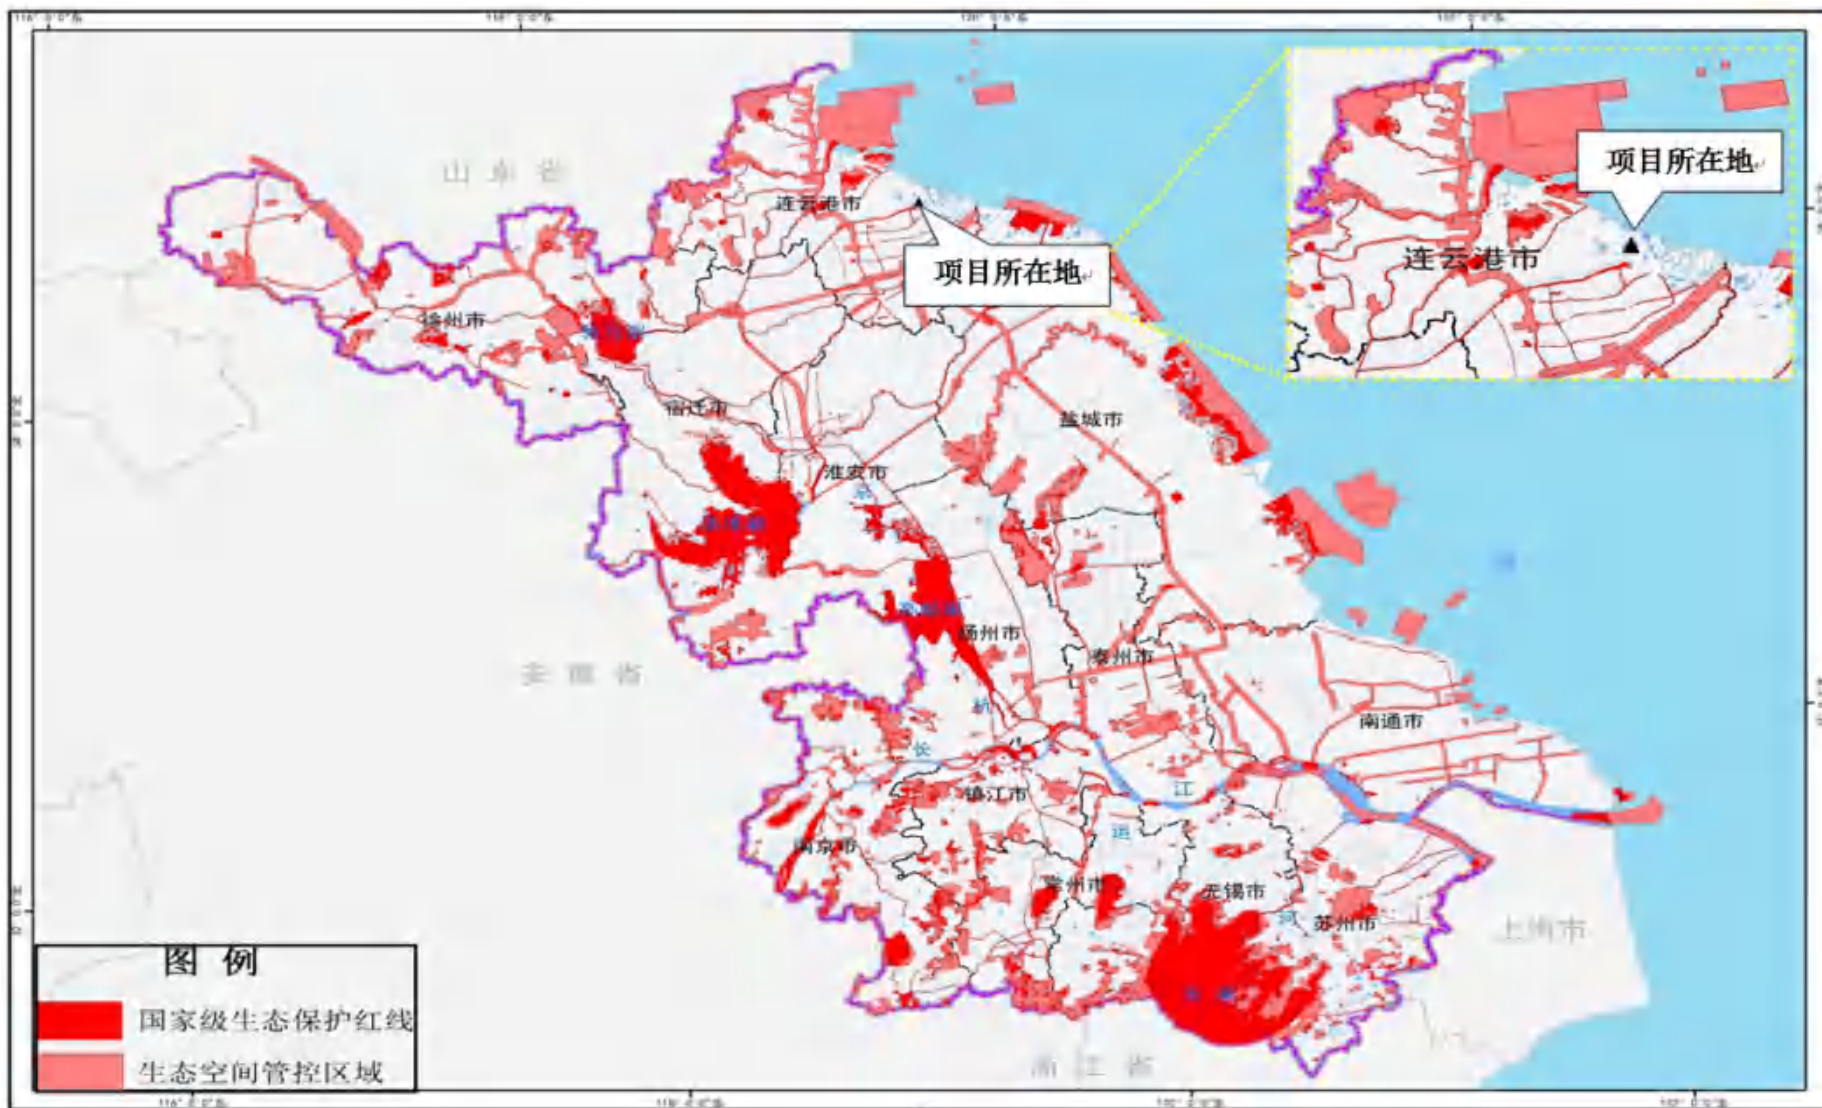 山东省
连云港市
项目所在地
项目所在地
连云港市
徐州市
宿迁市
盐城市
淮安市
京
扬州市
泰州市
安徽省
杭
南通市
长
江
镇江市
运
南京市
常州市
无锡市
河
苏州市
上海市
浙江省
图 例
国家级生态保护红线
生态空间管控区域